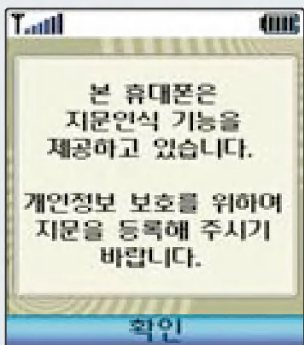 본 휴대폰은
지문인식 기능을
제공하고 있습니다.
개인정보 보호를 위하여
지문을 등록해 주시기
바랍니다.
확인